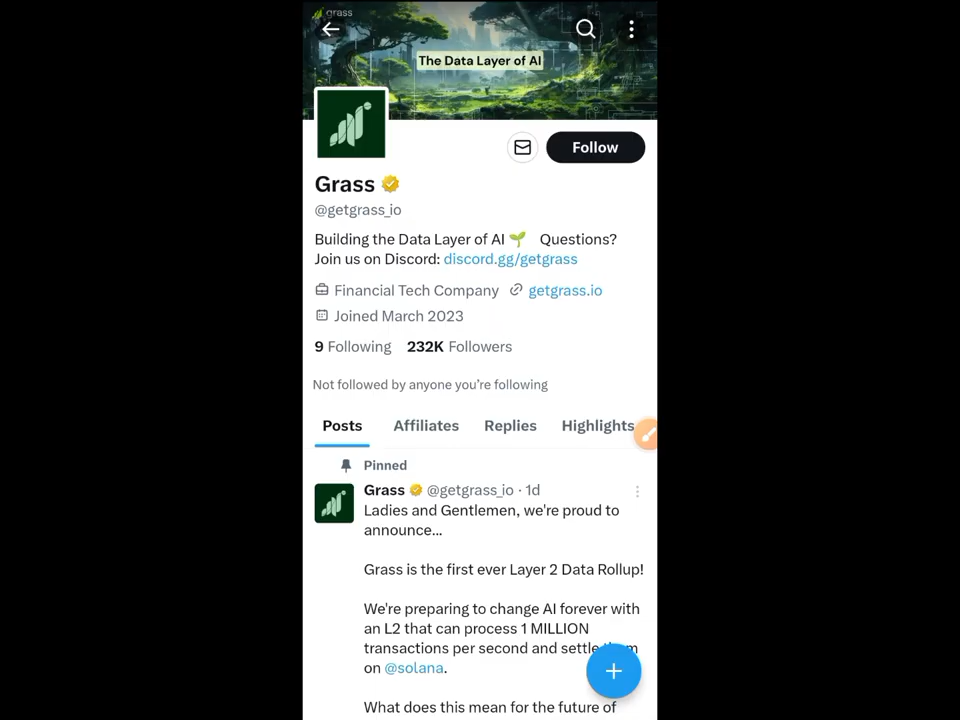 grass
The Data Layer of AI
Follow
Grass
@getgrass_io
Building the Data Layer of AI 🌱 Questions?
Join us on Discord: discord.gg/getgrass
Financial Tech Company getgrass.io
Joined March 2023
9 Following 232K Followers
Not followed by anyone you're following
Posts Affiliates Replies Highlights
Pinned
Grass @getgrass_io · 1d
Ladies and Gentlemen, we're proud to
announce...
Grass is the first ever Layer 2 Data Rollup!
We're preparing to change AI forever with
an L2 that can process 1 MILLION
transactions per second and settle them
on @solana.
What does this mean for the future of